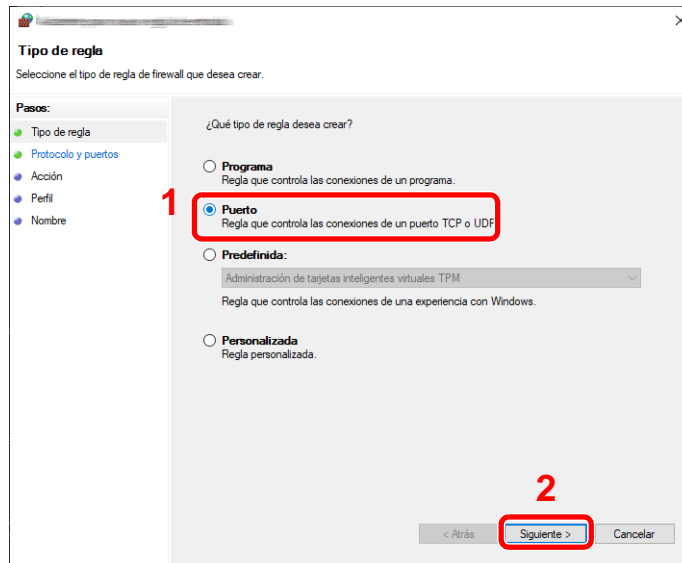 Tipo de regla
Seleccione el tipo de regla de firewall que desea crear.
Pasos:
Tipo de regla
Protocolo y puertos
Acción
Perfil
Nombre
¿Qué tipo de regla desea crear?
Programa
Regla que controla las conexiones de un programa.
1
Puerto
Regla que controla las conexiones de un puerto TCP o UDP
Predefinida:
Administración de tarjetas inteligentes virtuales TPM
Regla que controla las conexiones de una experiencia con Windows.
Personalizada
Regla personalizada.
2
< Atrás
Siguiente >
Cancelar